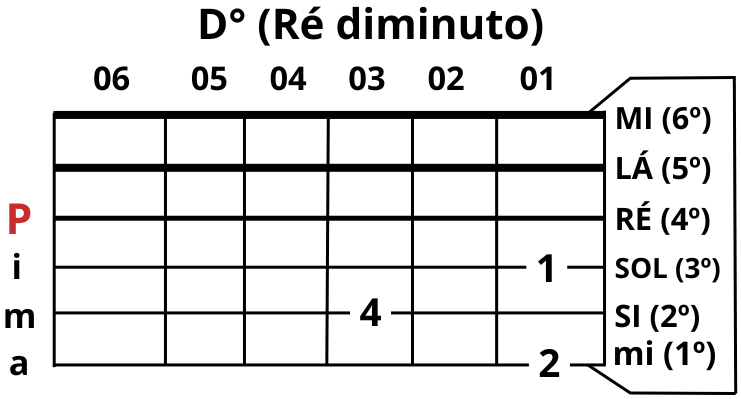 D° (Ré diminuto)
06 05 04 03 02 01
MI (6º)
LÁ (5º)
P RÉ (4º)
i 1 SOL (3º)
m 4 SI (2º)
a 2 mi (1º)